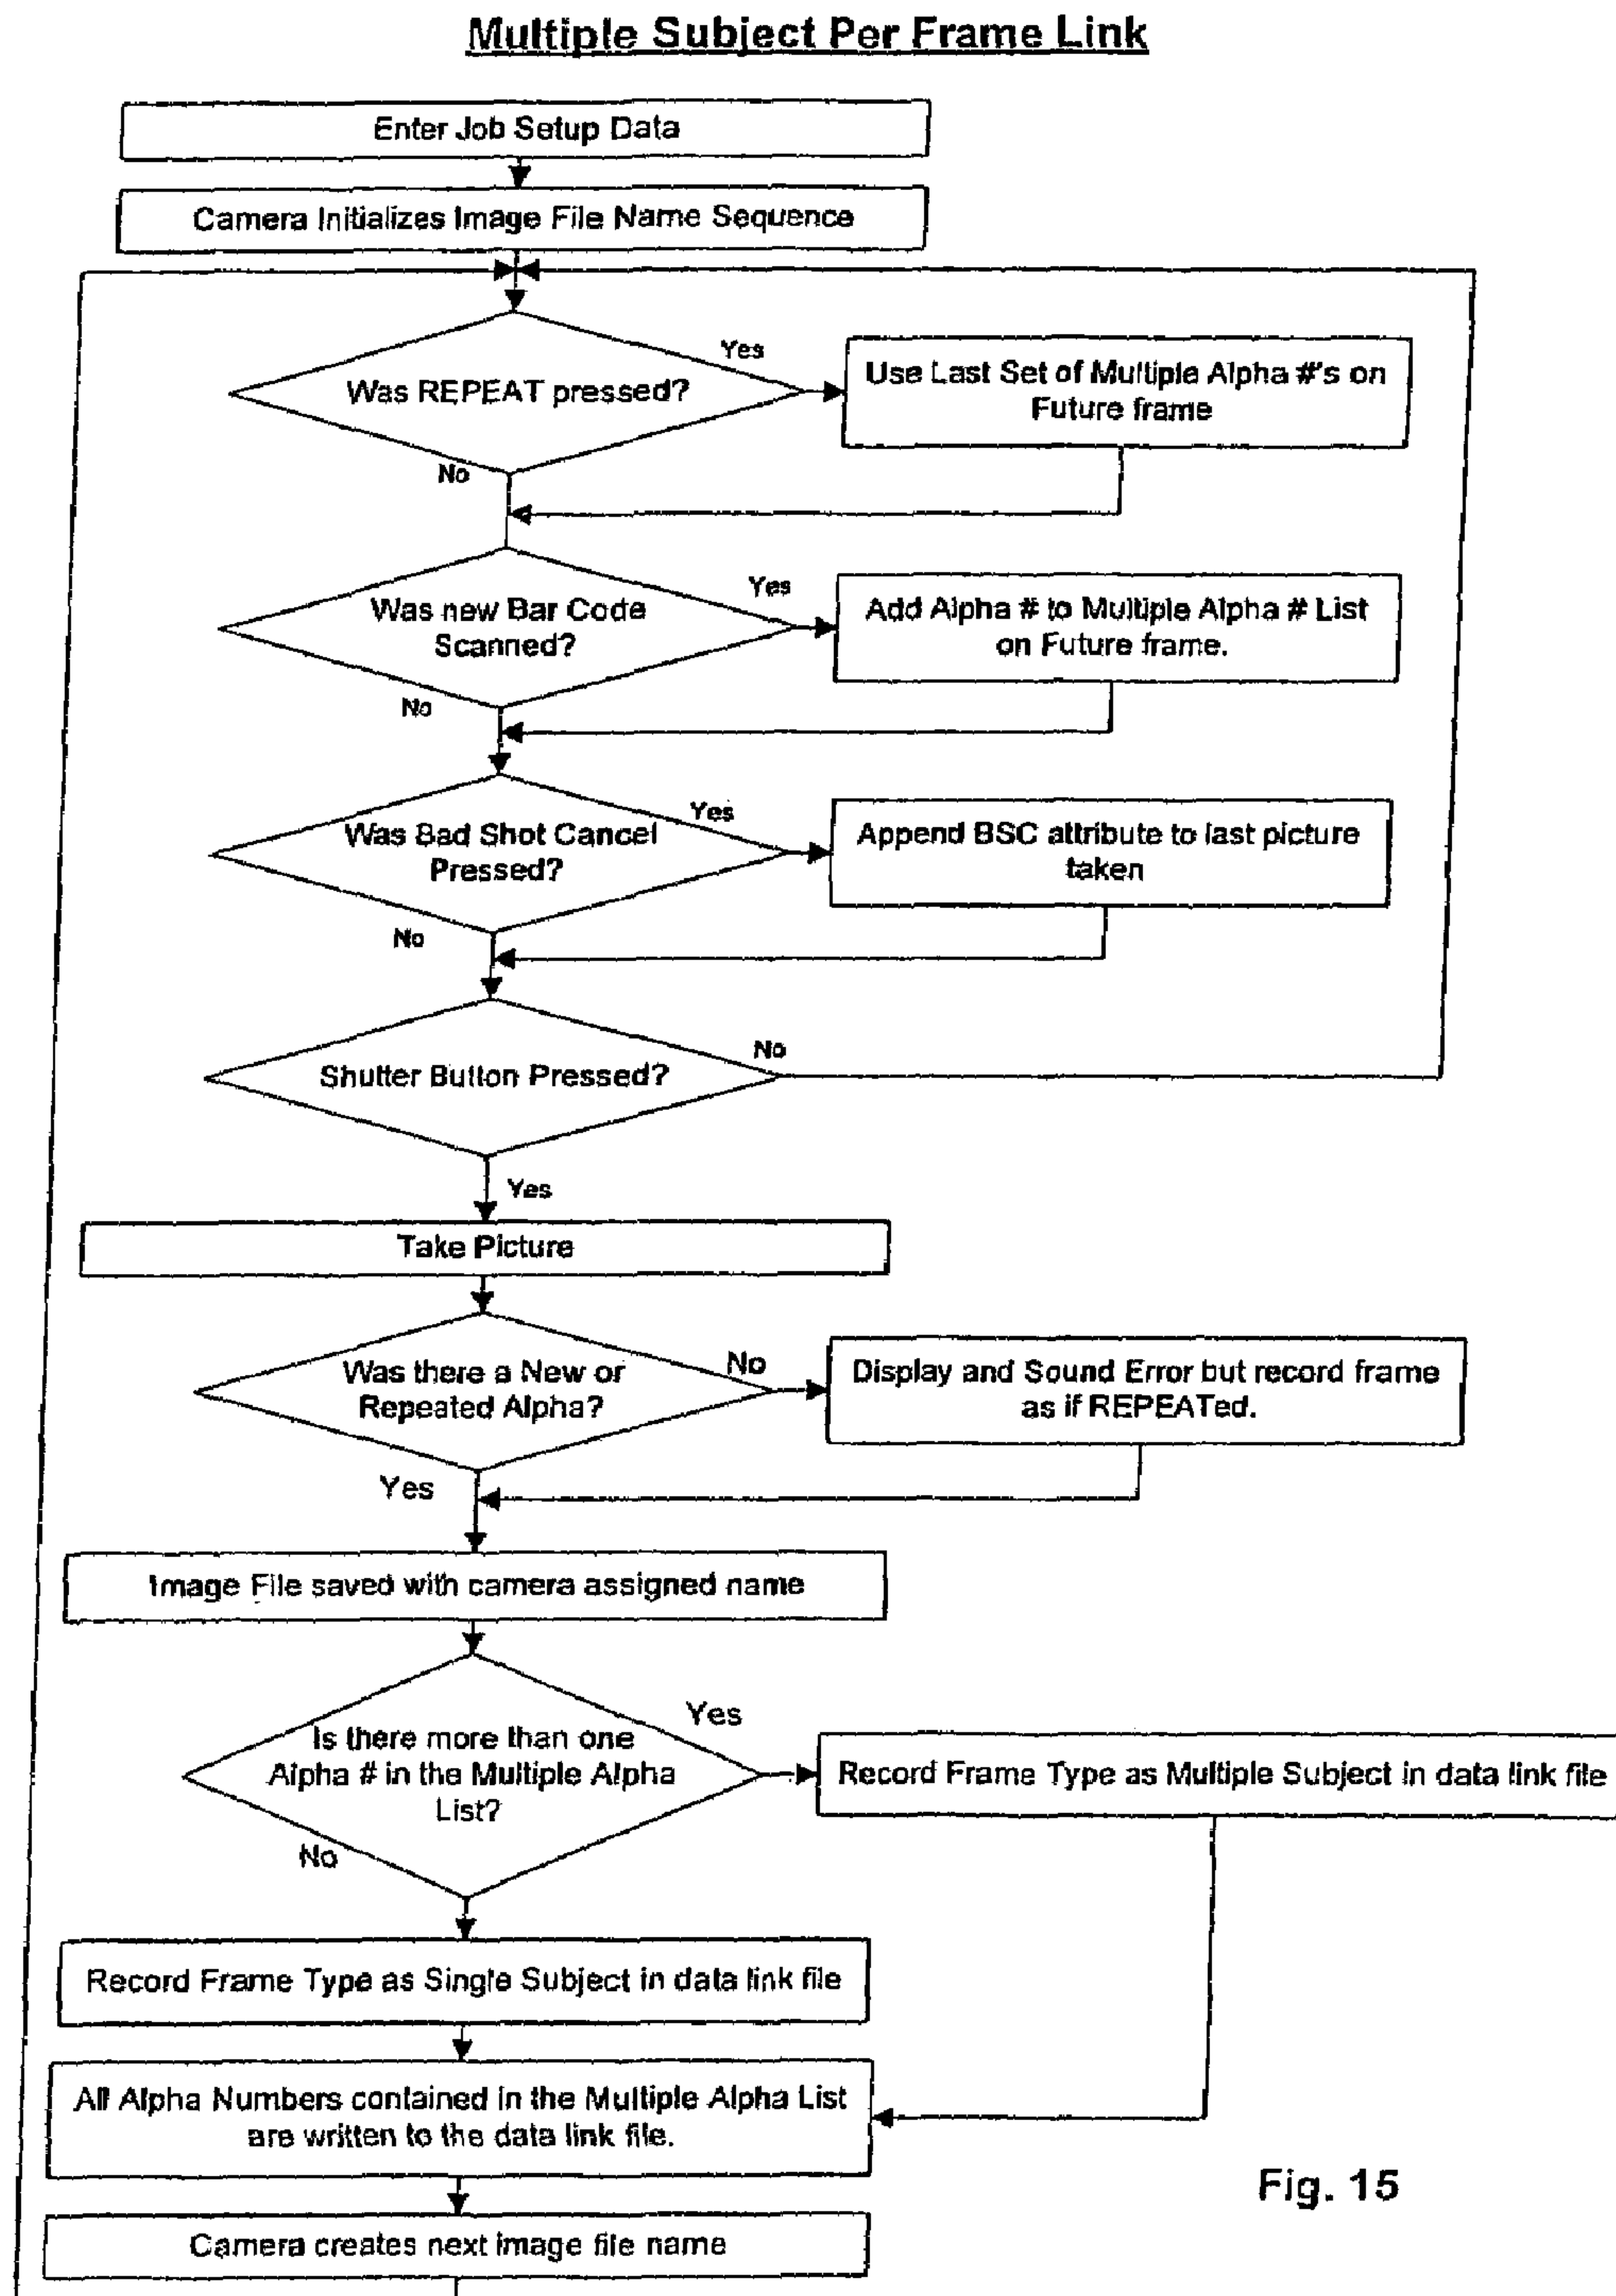 Multiple Subject Per Frame Link
Enter Job Setup Data
Camera Initializes Image File Name Sequence
Yes
Was REPEAT pressed?
Use Last Set of Multiple Alpha #'s on
Future frame
No
Yes
Was new Bar Code
Scanned?
Add Alpha # to Multiple Alpha # List
on Future frame.
No
Yes
Was Bad Shot Cancel
Pressed?
Append BSC attribute to last picture
taken
No
No
Shutter Button Pressed?
Yes
Take Picture
No
Was there a New or
Repeated Alpha?
Display and Sound Error but record frame
as if REPEATed.
Yes
Image File saved with camera assigned name
Yes
Is there more than one
Alpha # in the Multiple Alpha
List?
Record Frame Type as Multiple Subject in data link file
No
Record Frame Type as Single Subject in data link file
All Alpha Numbers contained in the Multiple Alpha List
are written to the data link file.
Fig. 15
Camera creates next image file name